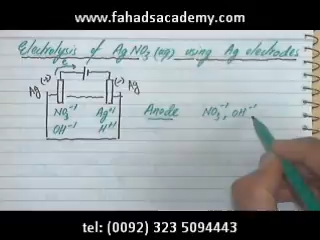 www.fahadsacademy.com
Electrolysis of AgNO3(aq) using Ag electrodes
e
(+) (-)
Ag Ag
NO3⁻¹ Ag⁺¹
OH⁻¹ H⁺¹
Anode NO3⁻¹, OH⁻¹
tel: (0092) 323 5094443